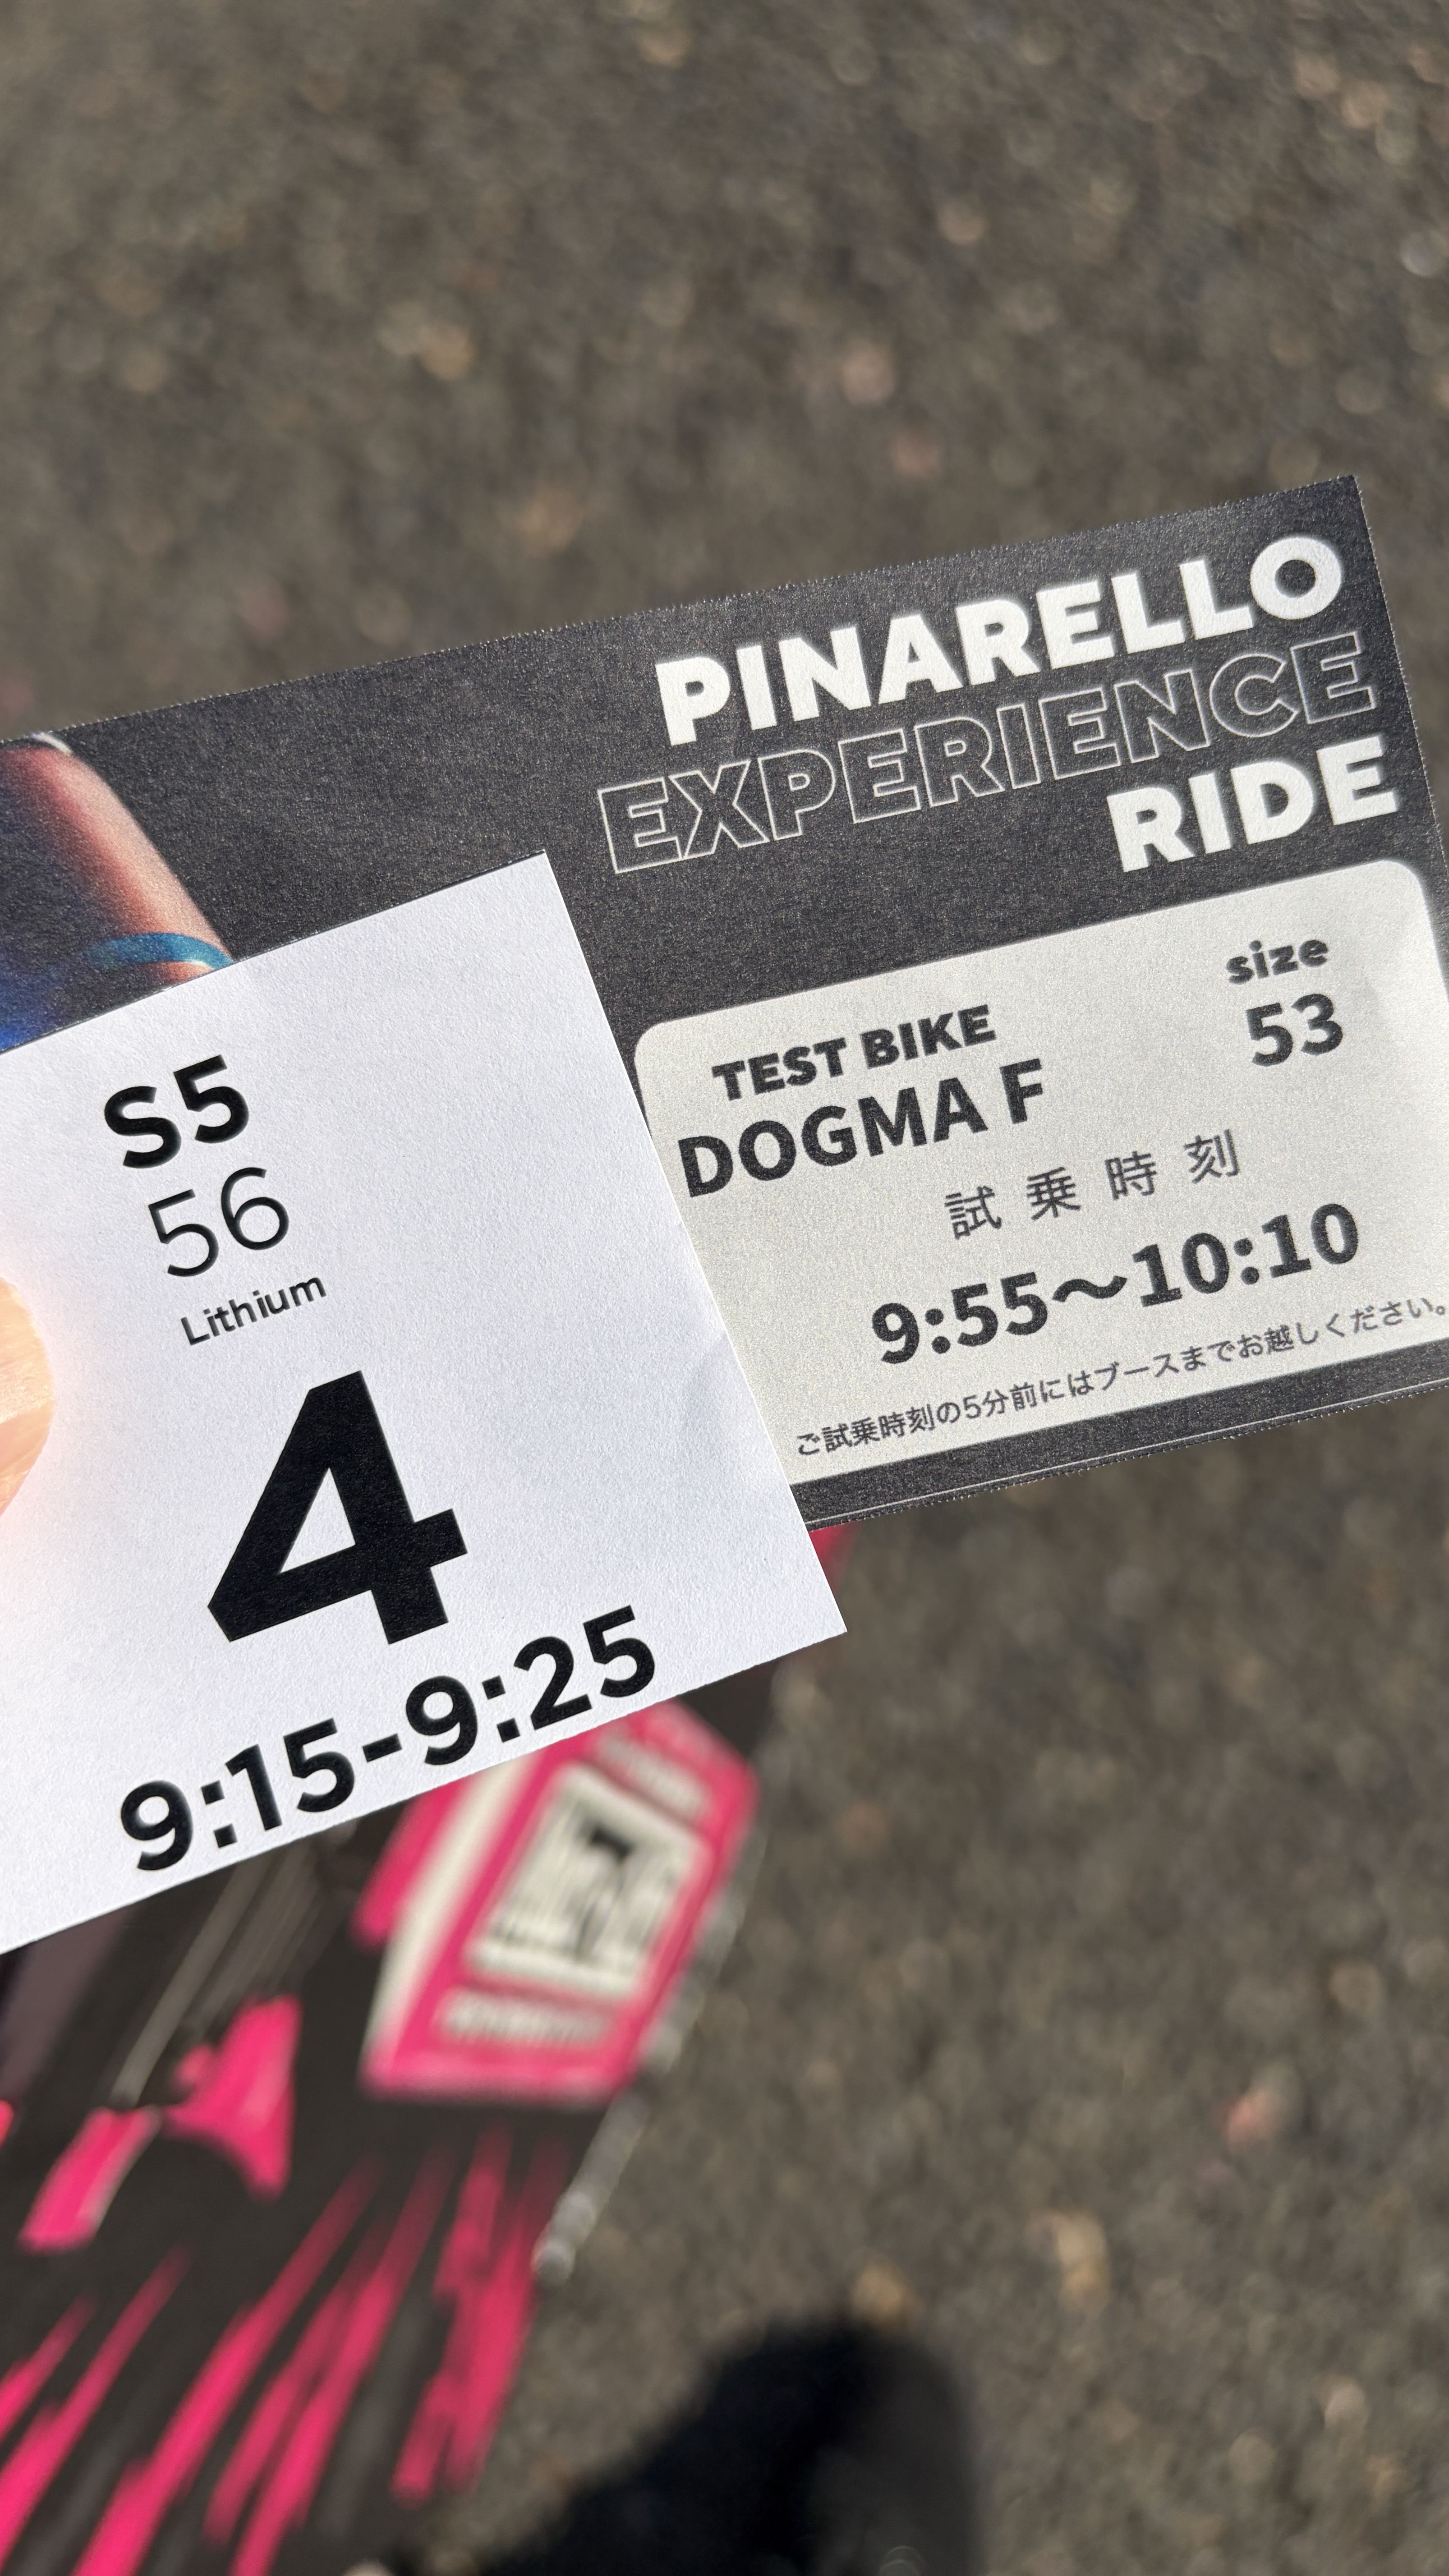 PINARELLO
EXPERIENCE
RIDE
TEST BIKE
DOGMA F
size
53
試乗時刻
9:55〜10:10
ご試乗時刻の5分前にはブースまでお越しください。
S5
56
Lithium
4
9:15-9:25